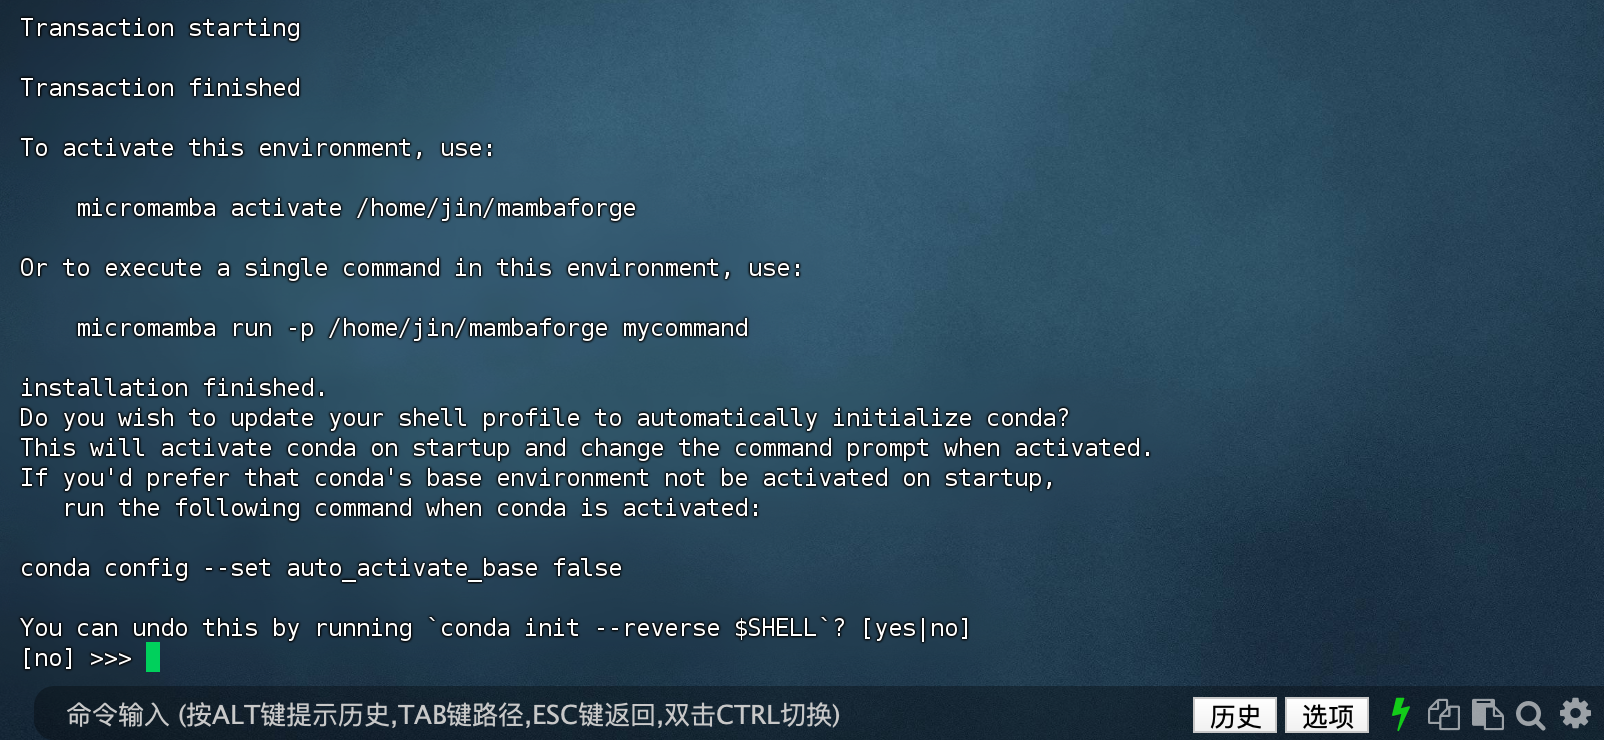 Transaction starting
Transaction finished
To activate this environment, use:
micromamba activate /home/jin/mambaforge
Or to execute a single command in this environment, use:
micromamba run -p /home/jin/mambaforge mycommand
installation finished.
Do you wish to update your shell profile to automatically initialize conda?
This will activate conda on startup and change the command prompt when activated.
If you'd prefer that conda's base environment not be activated on startup,
run the following command when conda is activated:
conda config --set auto_activate_base false
You can undo this by running `conda init --reverse $SHELL`? [yes|no]
[no] >>>
命令输入 (按ALT键提示历史,TAB键路径,ESC键返回,双击CTRL切换) 历史 选项